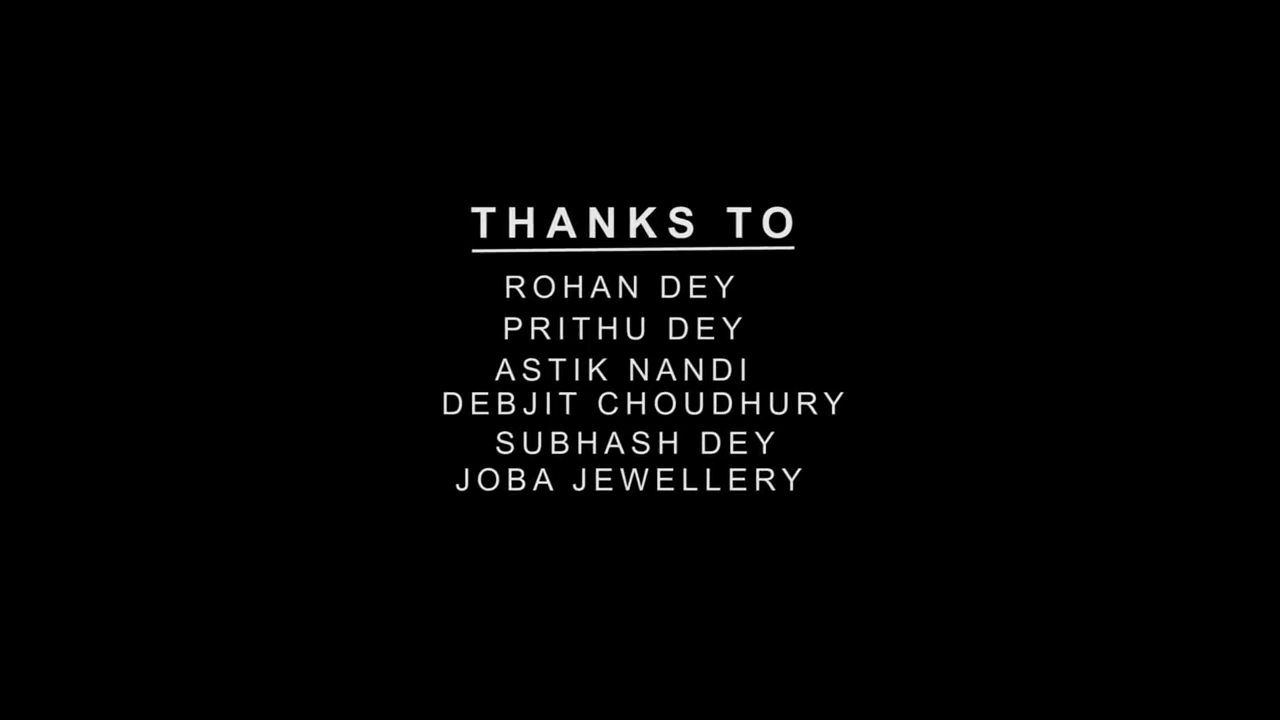 THANKS TO
ROHAN DEY
PRITHU DEY
ASTIK NANDI
DEBJIT CHOUDHURY
SUBHASH DEY
JOBA JEWELLERY